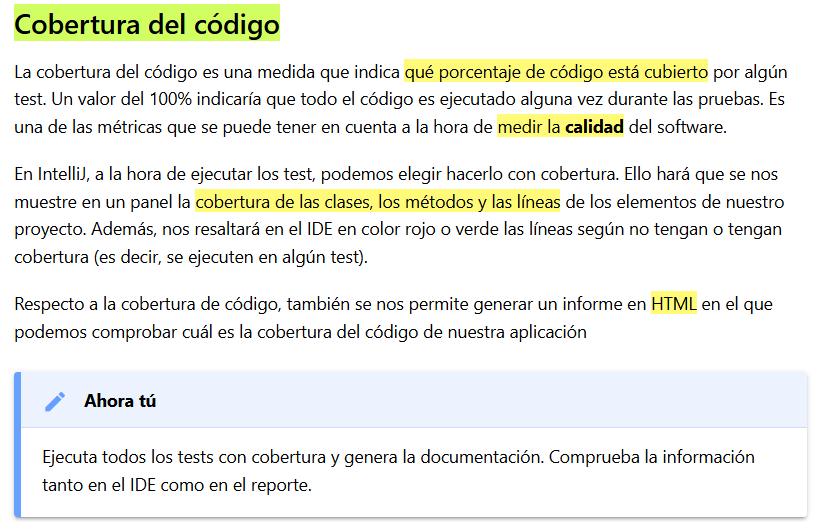 Cobertura del código
La cobertura del código es una medida que indica qué porcentaje de código está cubierto por algún
test. Un valor del 100% indicaría que todo el código es ejecutado alguna vez durante las pruebas. Es
una de las métricas que se puede tener en cuenta a la hora de medir la calidad del software.
En IntelliJ, a la hora de ejecutar los test, podemos elegir hacerlo con cobertura. Ello hará que se nos
muestre en un panel la cobertura de las clases, los métodos y las líneas de los elementos de nuestro
proyecto. Además, nos resaltará en el IDE en color rojo o verde las líneas según no tengan o tengan
cobertura (es decir, se ejecuten en algún test).
Respecto a la cobertura de código, también se nos permite generar un informe en HTML en el que
podemos comprobar cuál es la cobertura del código de nuestra aplicación
Ahora tú
Ejecuta todos los tests con cobertura y genera la documentación. Comprueba la información
tanto en el IDE como en el reporte.